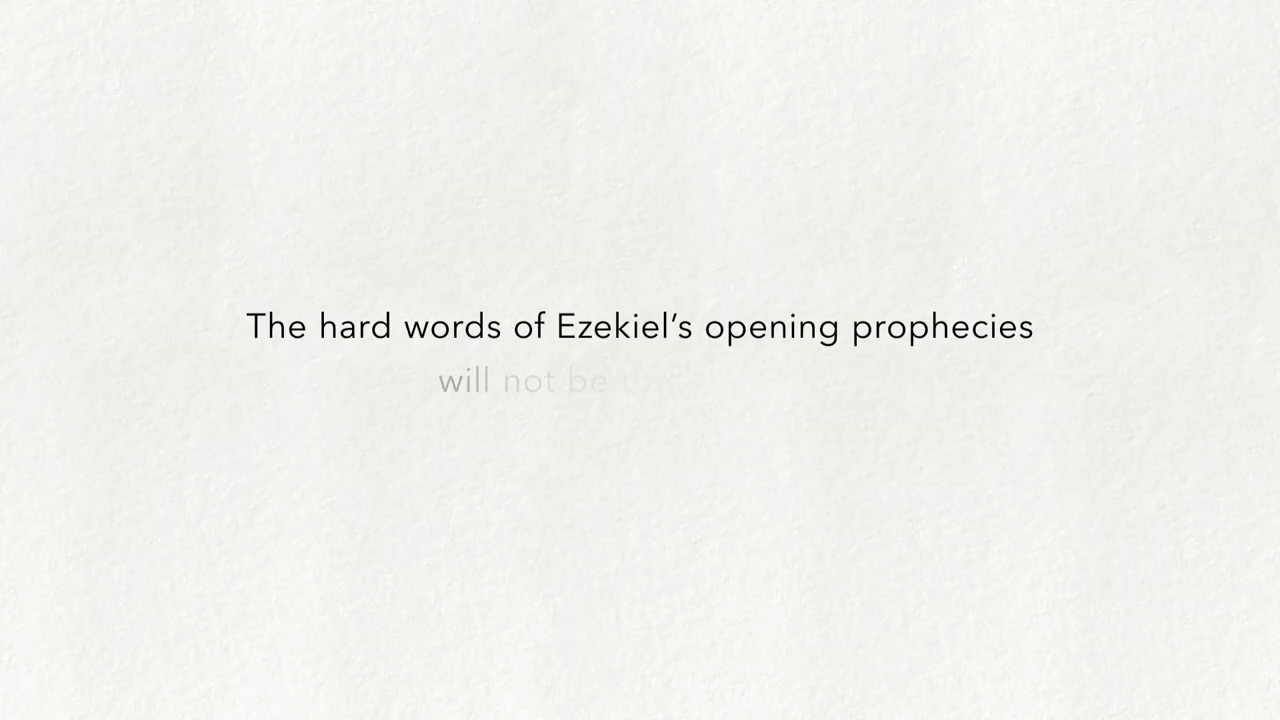 The hard words of Ezekiel’s opening prophecies
will not be